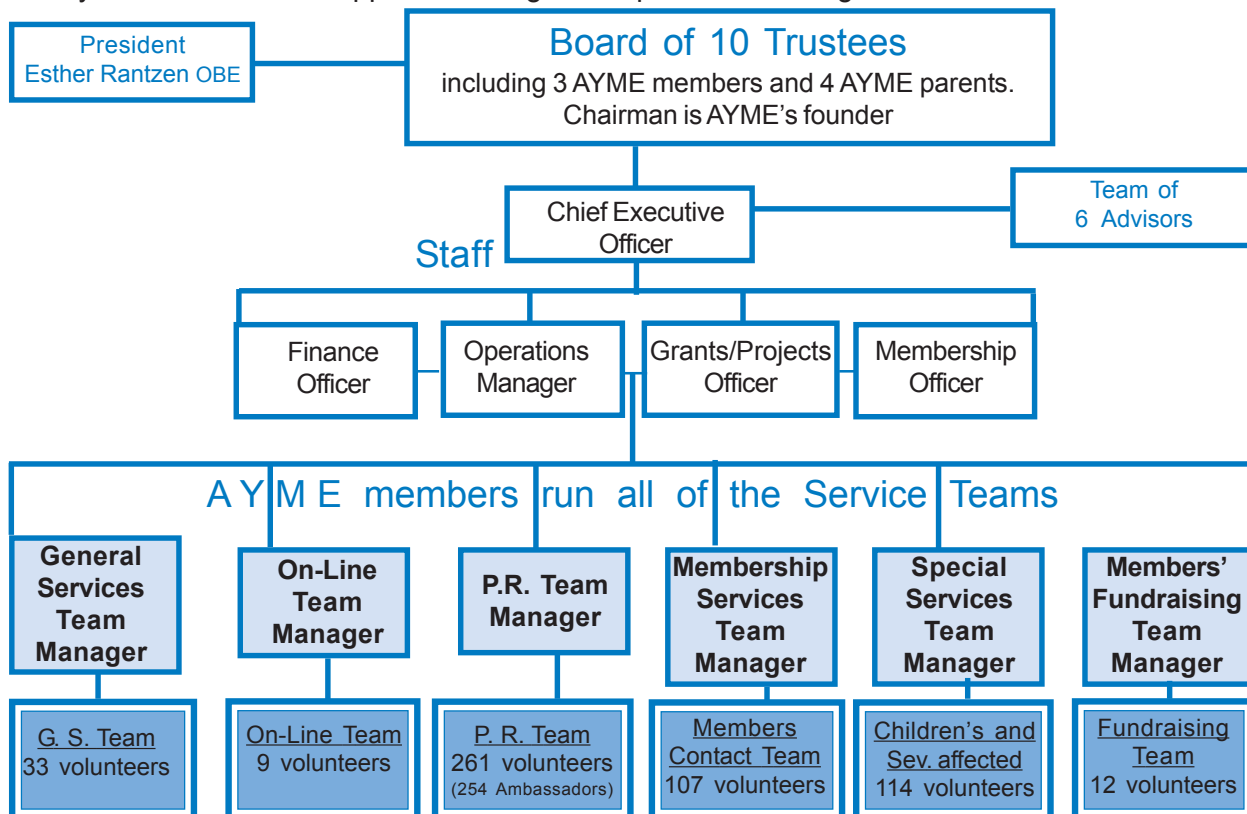 President
Esther Rantzen OBE
Board of 10 Trustees
including 3 AYME members and 4 AYME parents.
Chairman is AYME's founder
Team of
6 Advisors
Chief Executive
Officer
Staff
Finance
Officer
Operations
Manager
Grants/Projects
Officer
Membership
Officer
AYME members run all of the Service Teams
General
Services
Team
Manager
On-Line
Team
Manager
P.R. Team
Manager
Membership
Services
Team
Manager
Special
Services
Team
Manager
Members'
Fundraising
Team
Manager
G. S. Team
33 volunteers
On-Line Team
9 volunteers
P. R. Team
261 volunteers
(254 Ambassadors)
Members
Contact Team
107 volunteers
Children's and
Sev. affected
114 volunteers
Fundraising
Team
12 volunteers